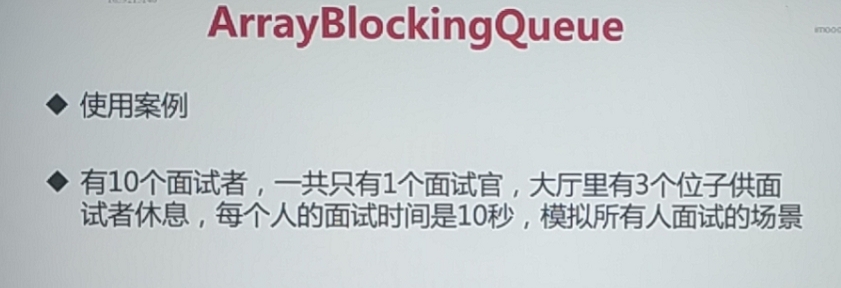 ArrayBlockingQueue
使用案例
有10个面试者，一共只有1个面试官，大厅里有3个位子供面
试者休息，每个人的面试时间是10秒，模拟所有人面试的场景